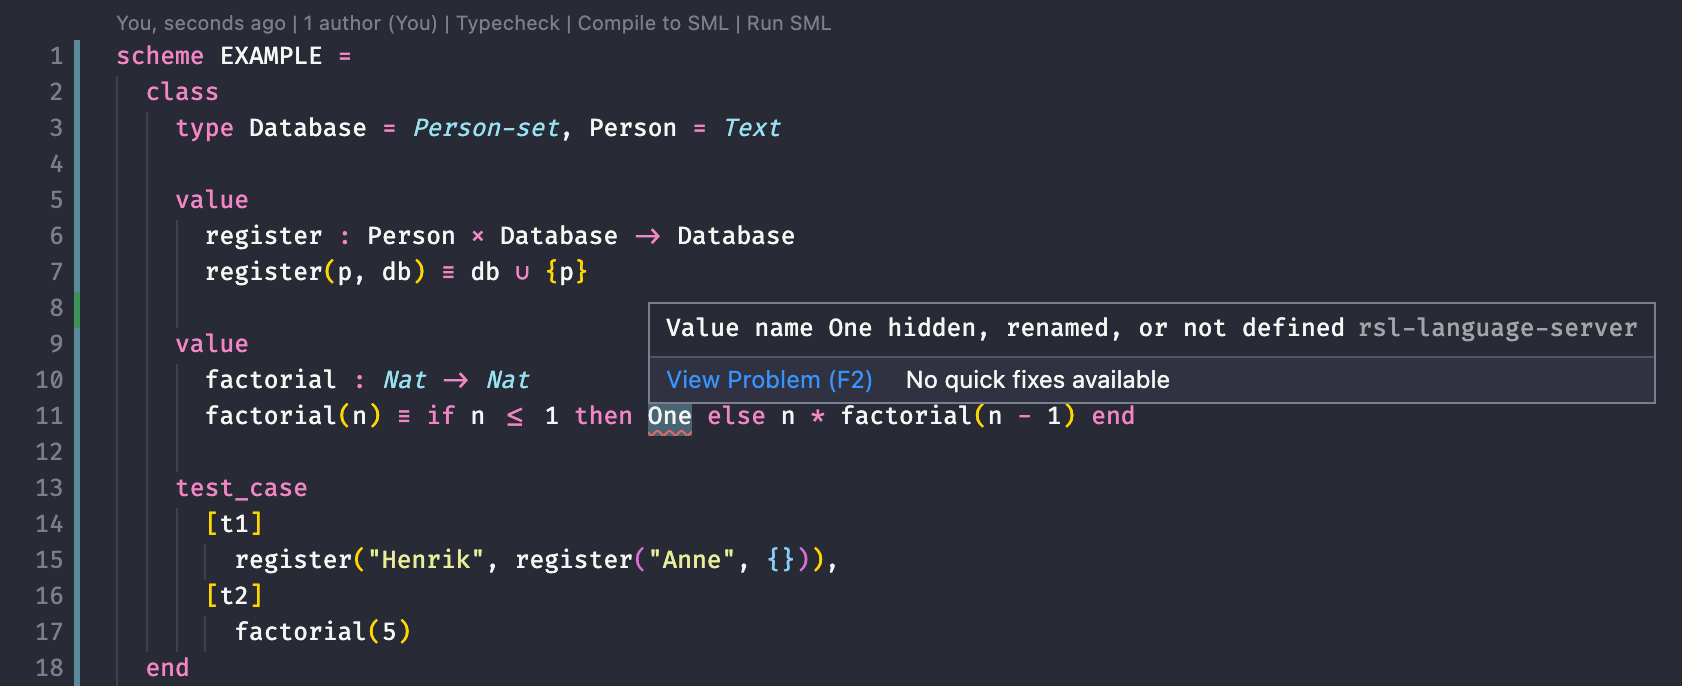 You, seconds ago | 1 author (You) | Typecheck | Compile to SML | Run SML
1 scheme EXAMPLE =
2 class
3 type Database = Person-set, Person = Text
4
5 value
6 register : Person × Database → Database
7 register(p, db) ≡ db ∪ {p}
8
Value name One hidden, renamed, or not defined rsl-language-server
9 value
View Problem (F2) No quick fixes available
10 factorial : Nat → Nat
11 factorial(n) ≡ if n ≤ 1 then One else n * factorial(n - 1) end
12
13 test_case
14 [t1]
15 register("Henrik", register("Anne", {})),
16 [t2]
17 factorial(5)
18 end